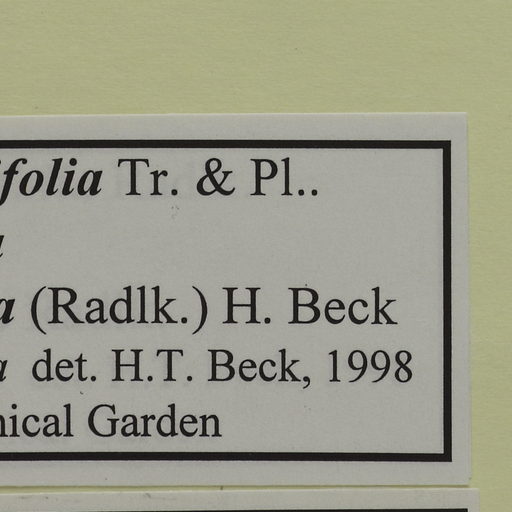 folia Tr. & Pl..
a
a (Radlk.) H. Beck
a det. H.T. Beck, 1998
nical Garden